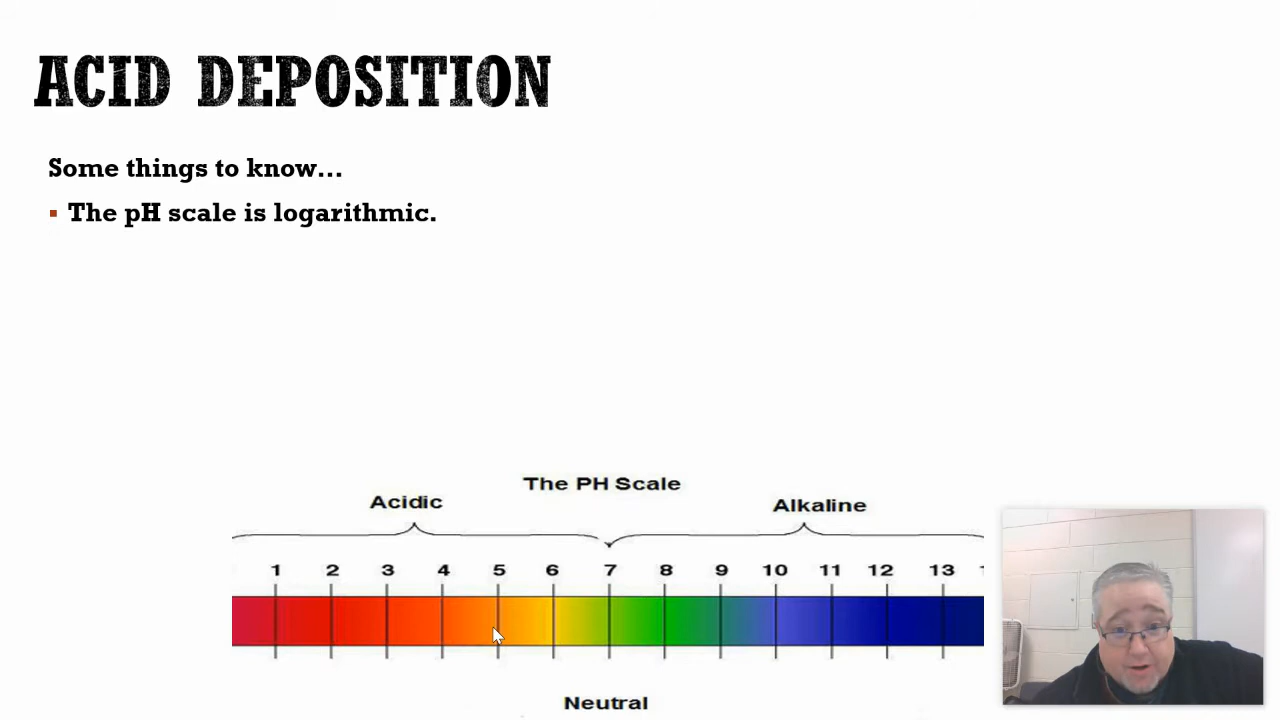 ACID DEPOSITION
Some things to know...
▪ The pH scale is logarithmic.
The PH Scale
Acidic Alkaline
1 2 3 4 5 6 7 8 9 10 11 12 13
Neutral